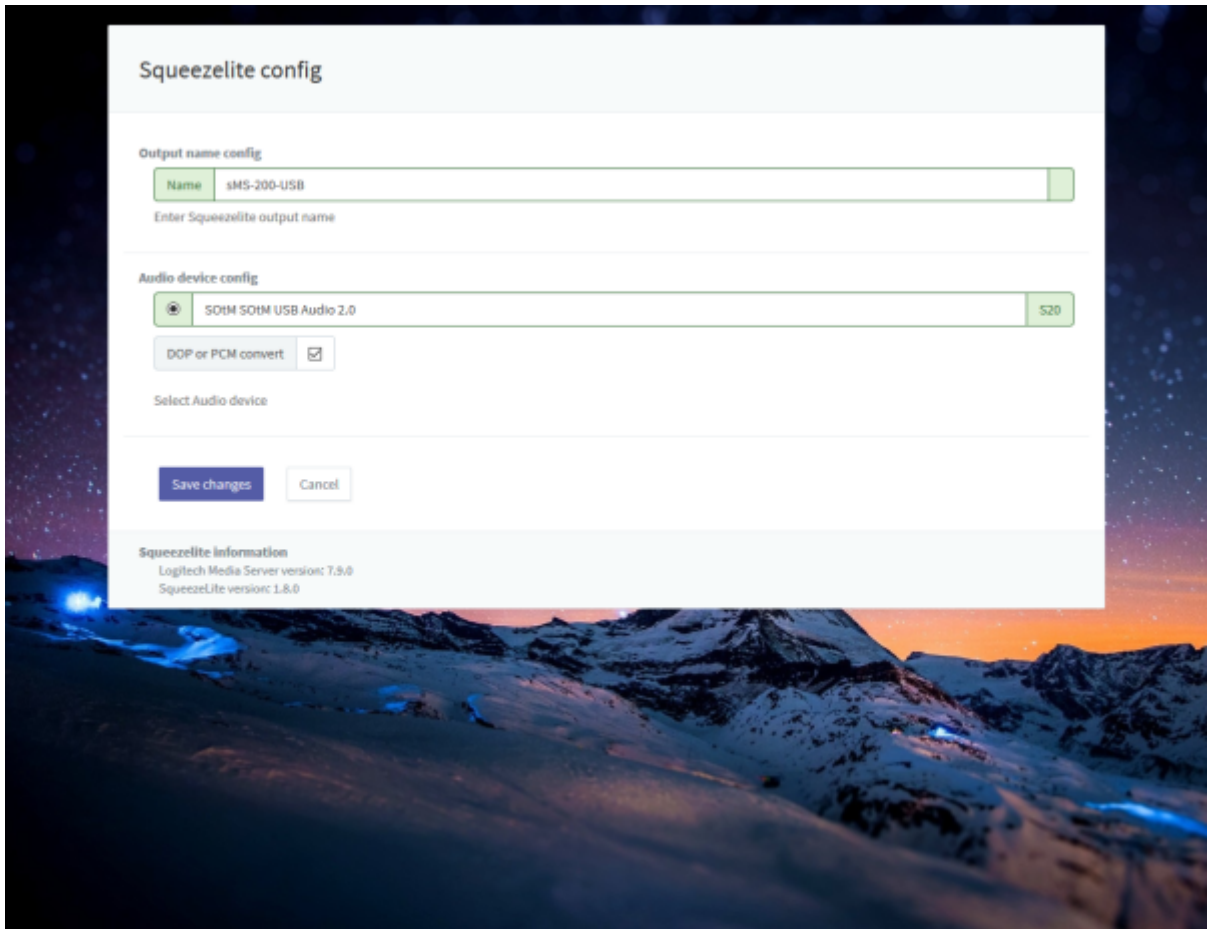 Squeezelite config
Output name config
Name sMS-200-USB
Enter Squeezelite output name
Audio device config
SOtM SOtM USB Audio 2.0 S20
DOP or PCM convert
Select Audio device
Save changes Cancel
Squeezelite information
Logitech Media Server version: 7.9.0
SqueezeLite version: 1.8.0